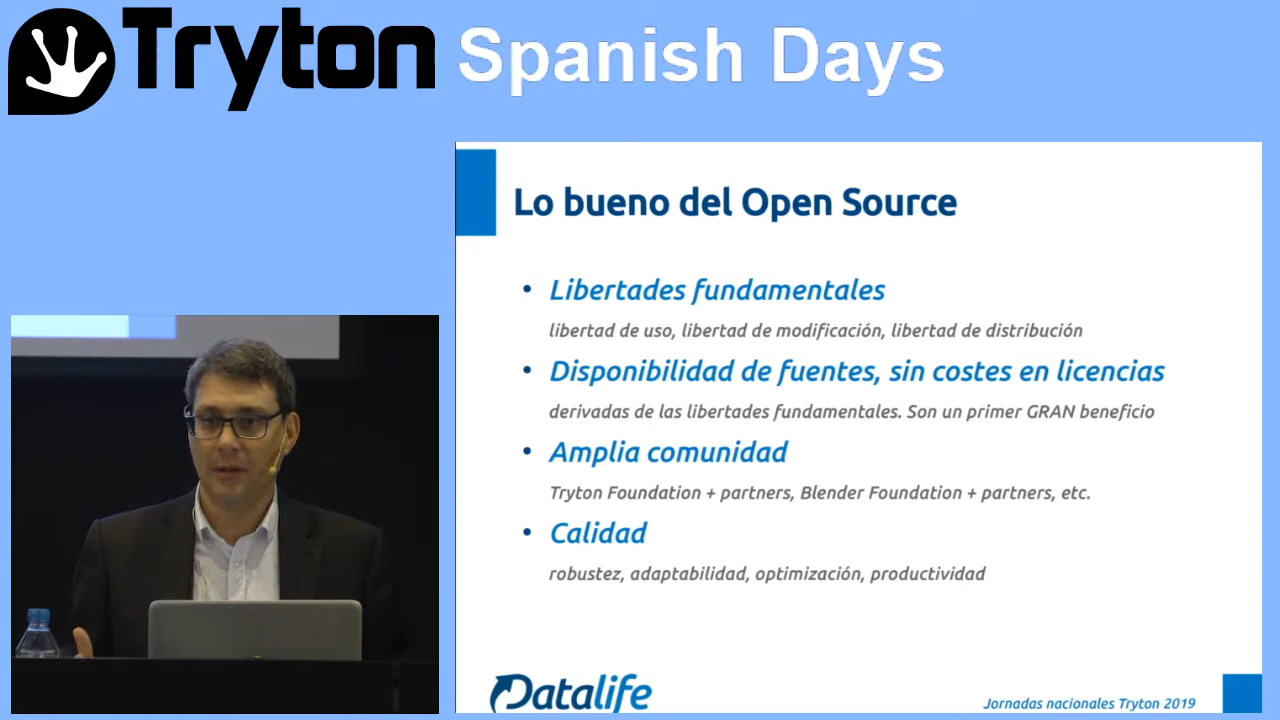 Tryton Spanish Days
Lo bueno del Open Source
• Libertades fundamentales
libertad de uso, libertad de modificación, libertad de distribución
• Disponibilidad de fuentes, sin costes en licencias
derivadas de las libertades fundamentales. Son un primer GRAN beneficio
• Amplia comunidad
Tryton Foundation + partners, Blender Foundation + partners, etc.
• Calidad
robustez, adaptabilidad, optimización, productividad
Datalife
Jornadas nacionales Tryton 2019